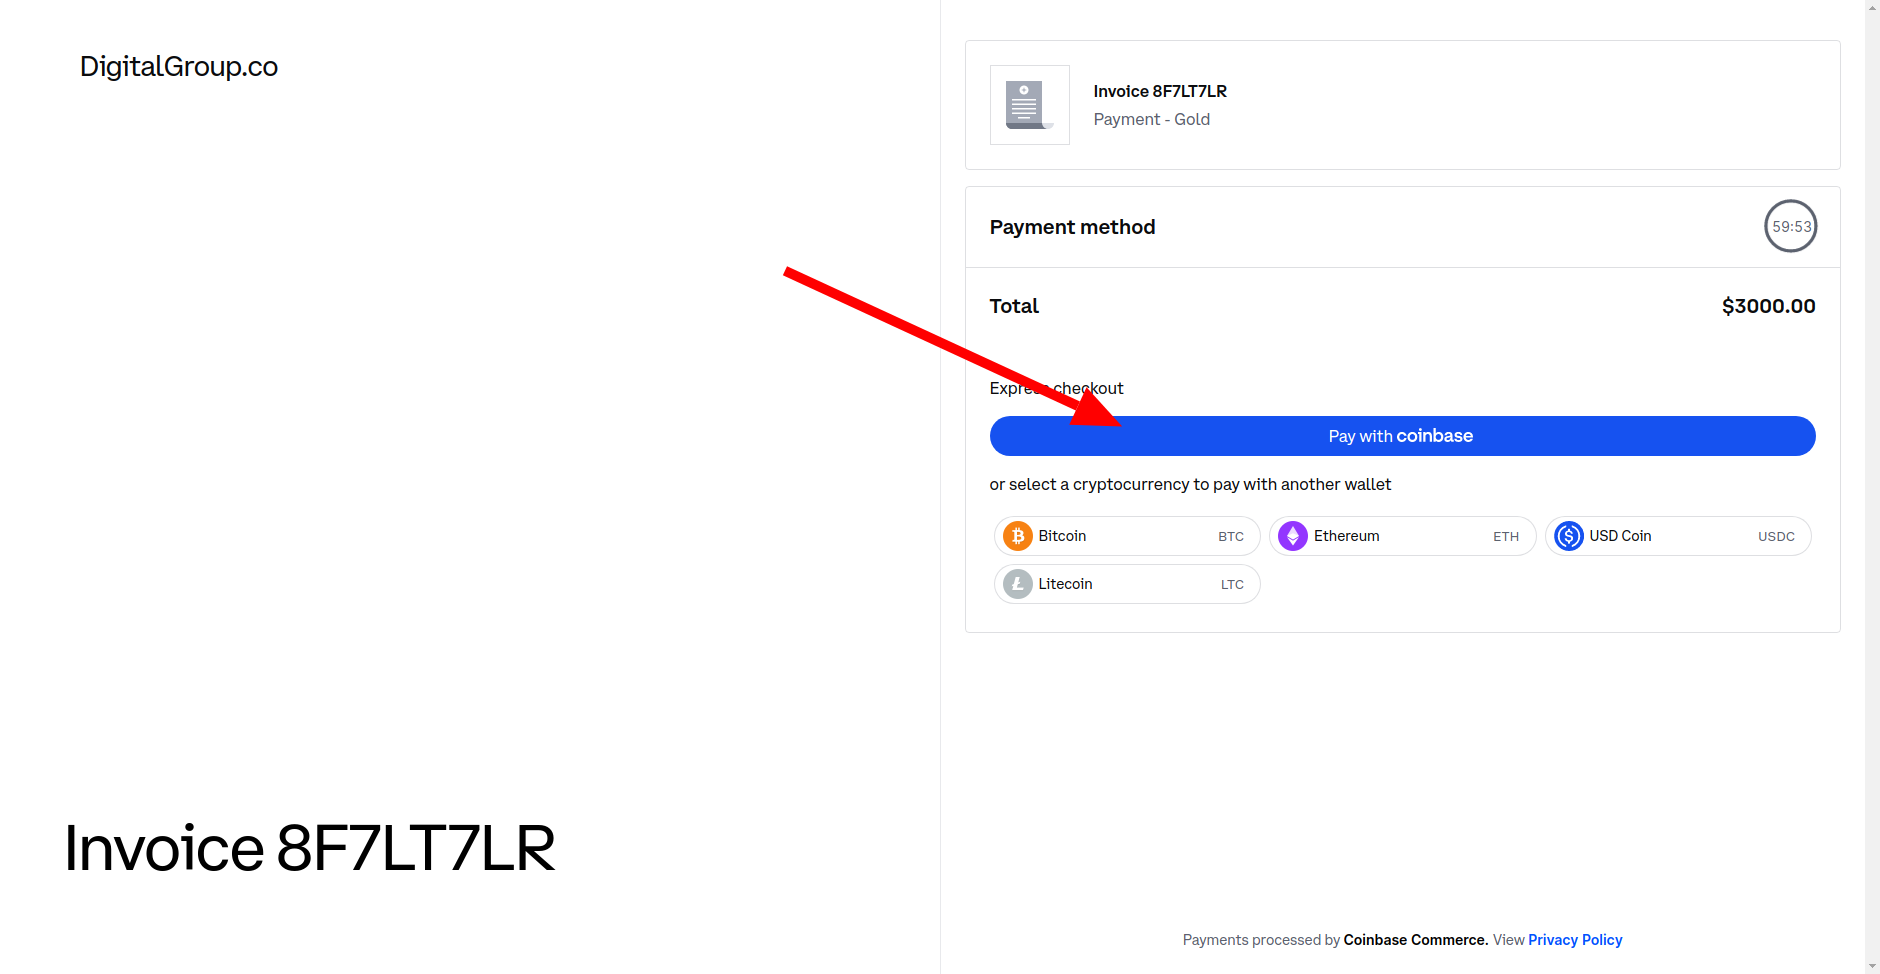 DigitalGroup.co
Invoice 8F7LT7LR
Invoice 8F7LT7LR
Payment - Gold
Payment method
59:53
Total $3000.00
Express checkout
Pay with coinbase
or select a cryptocurrency to pay with another wallet
Bitcoin BTC Ethereum ETH USD Coin USDC
Litecoin LTC
Payments processed by Coinbase Commerce. View Privacy Policy